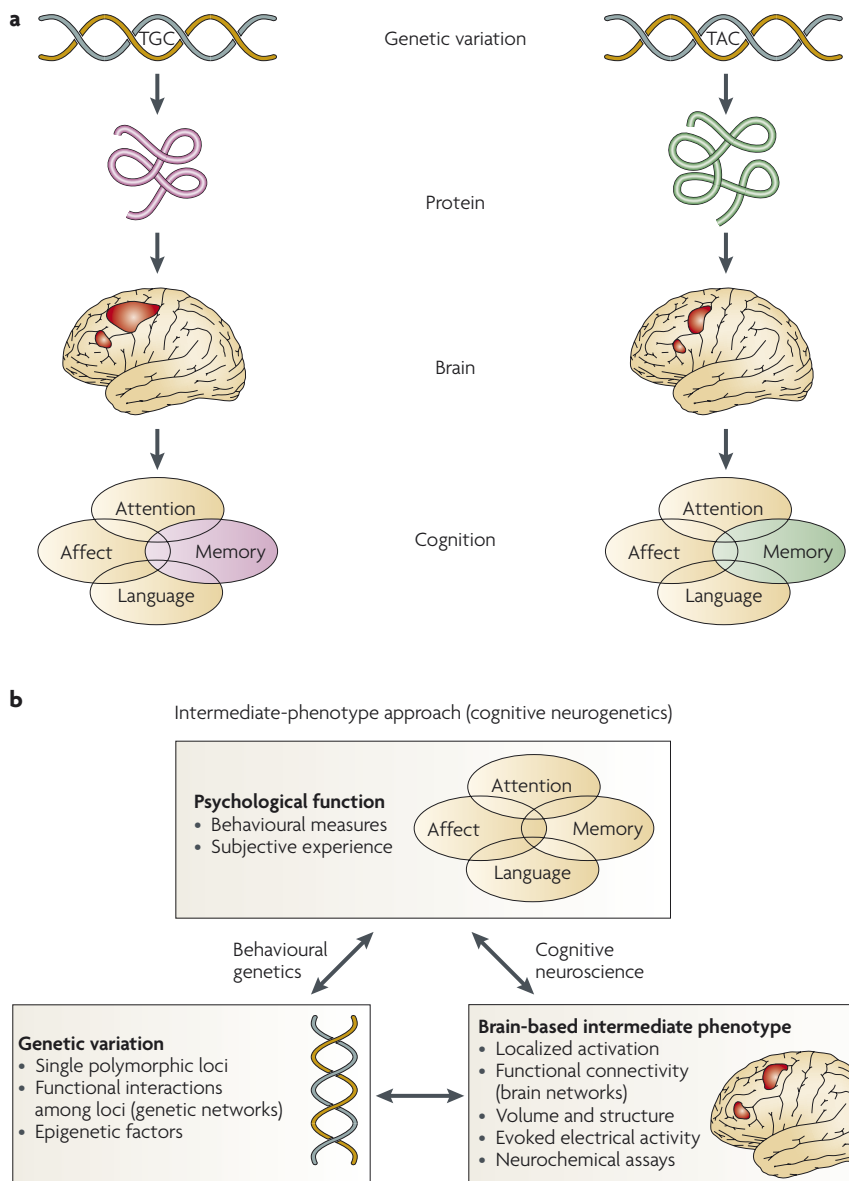 a
TGC
Genetic variation
TAC
Protein
Brain
Attention
Affect
Memory
Language
Cognition
Attention
Affect
Memory
Language
b
Intermediate-phenotype approach (cognitive neurogenetics)
Psychological function
• Behavioural measures
• Subjective experience
Attention
Affect
Memory
Language
Behavioural
genetics
Cognitive
neuroscience
Genetic variation
• Single polymorphic loci
• Functional interactions
among loci (genetic networks)
• Epigenetic factors
Brain-based intermediate phenotype
• Localized activation
• Functional connectivity
(brain networks)
• Volume and structure
• Evoked electrical activity
• Neurochemical assays